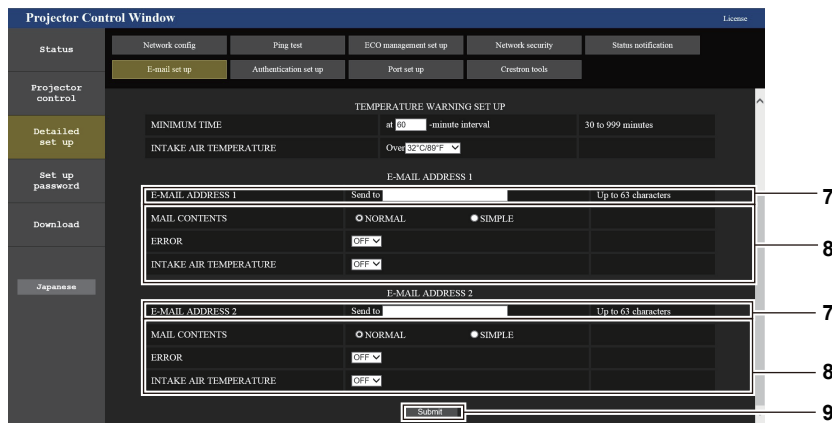 Projector Control Window License
Status
Network config Ping test ECO management set up Network security Status notification
E-mail set up Authentication set up Port set up Crestron tools
Projector control
Detailed set up
Set up password
Download
Japanese
TEMPERATURE WARNING SET UP
MINIMUM TIME at 60 -minute interval 30 to 999 minutes
INTAKE AIR TEMPERATURE Over 32°C/89°F
E-MAIL ADDRESS 1
E-MAIL ADDRESS 1 Send to Up to 63 characters 7
MAIL CONTENTS NORMAL SIMPLE
ERROR OFF 8
INTAKE AIR TEMPERATURE OFF
E-MAIL ADDRESS 2
E-MAIL ADDRESS 2 Send to Up to 63 characters 7
MAIL CONTENTS NORMAL SIMPLE
ERROR OFF
INTAKE AIR TEMPERATURE OFF 8
Submit 9